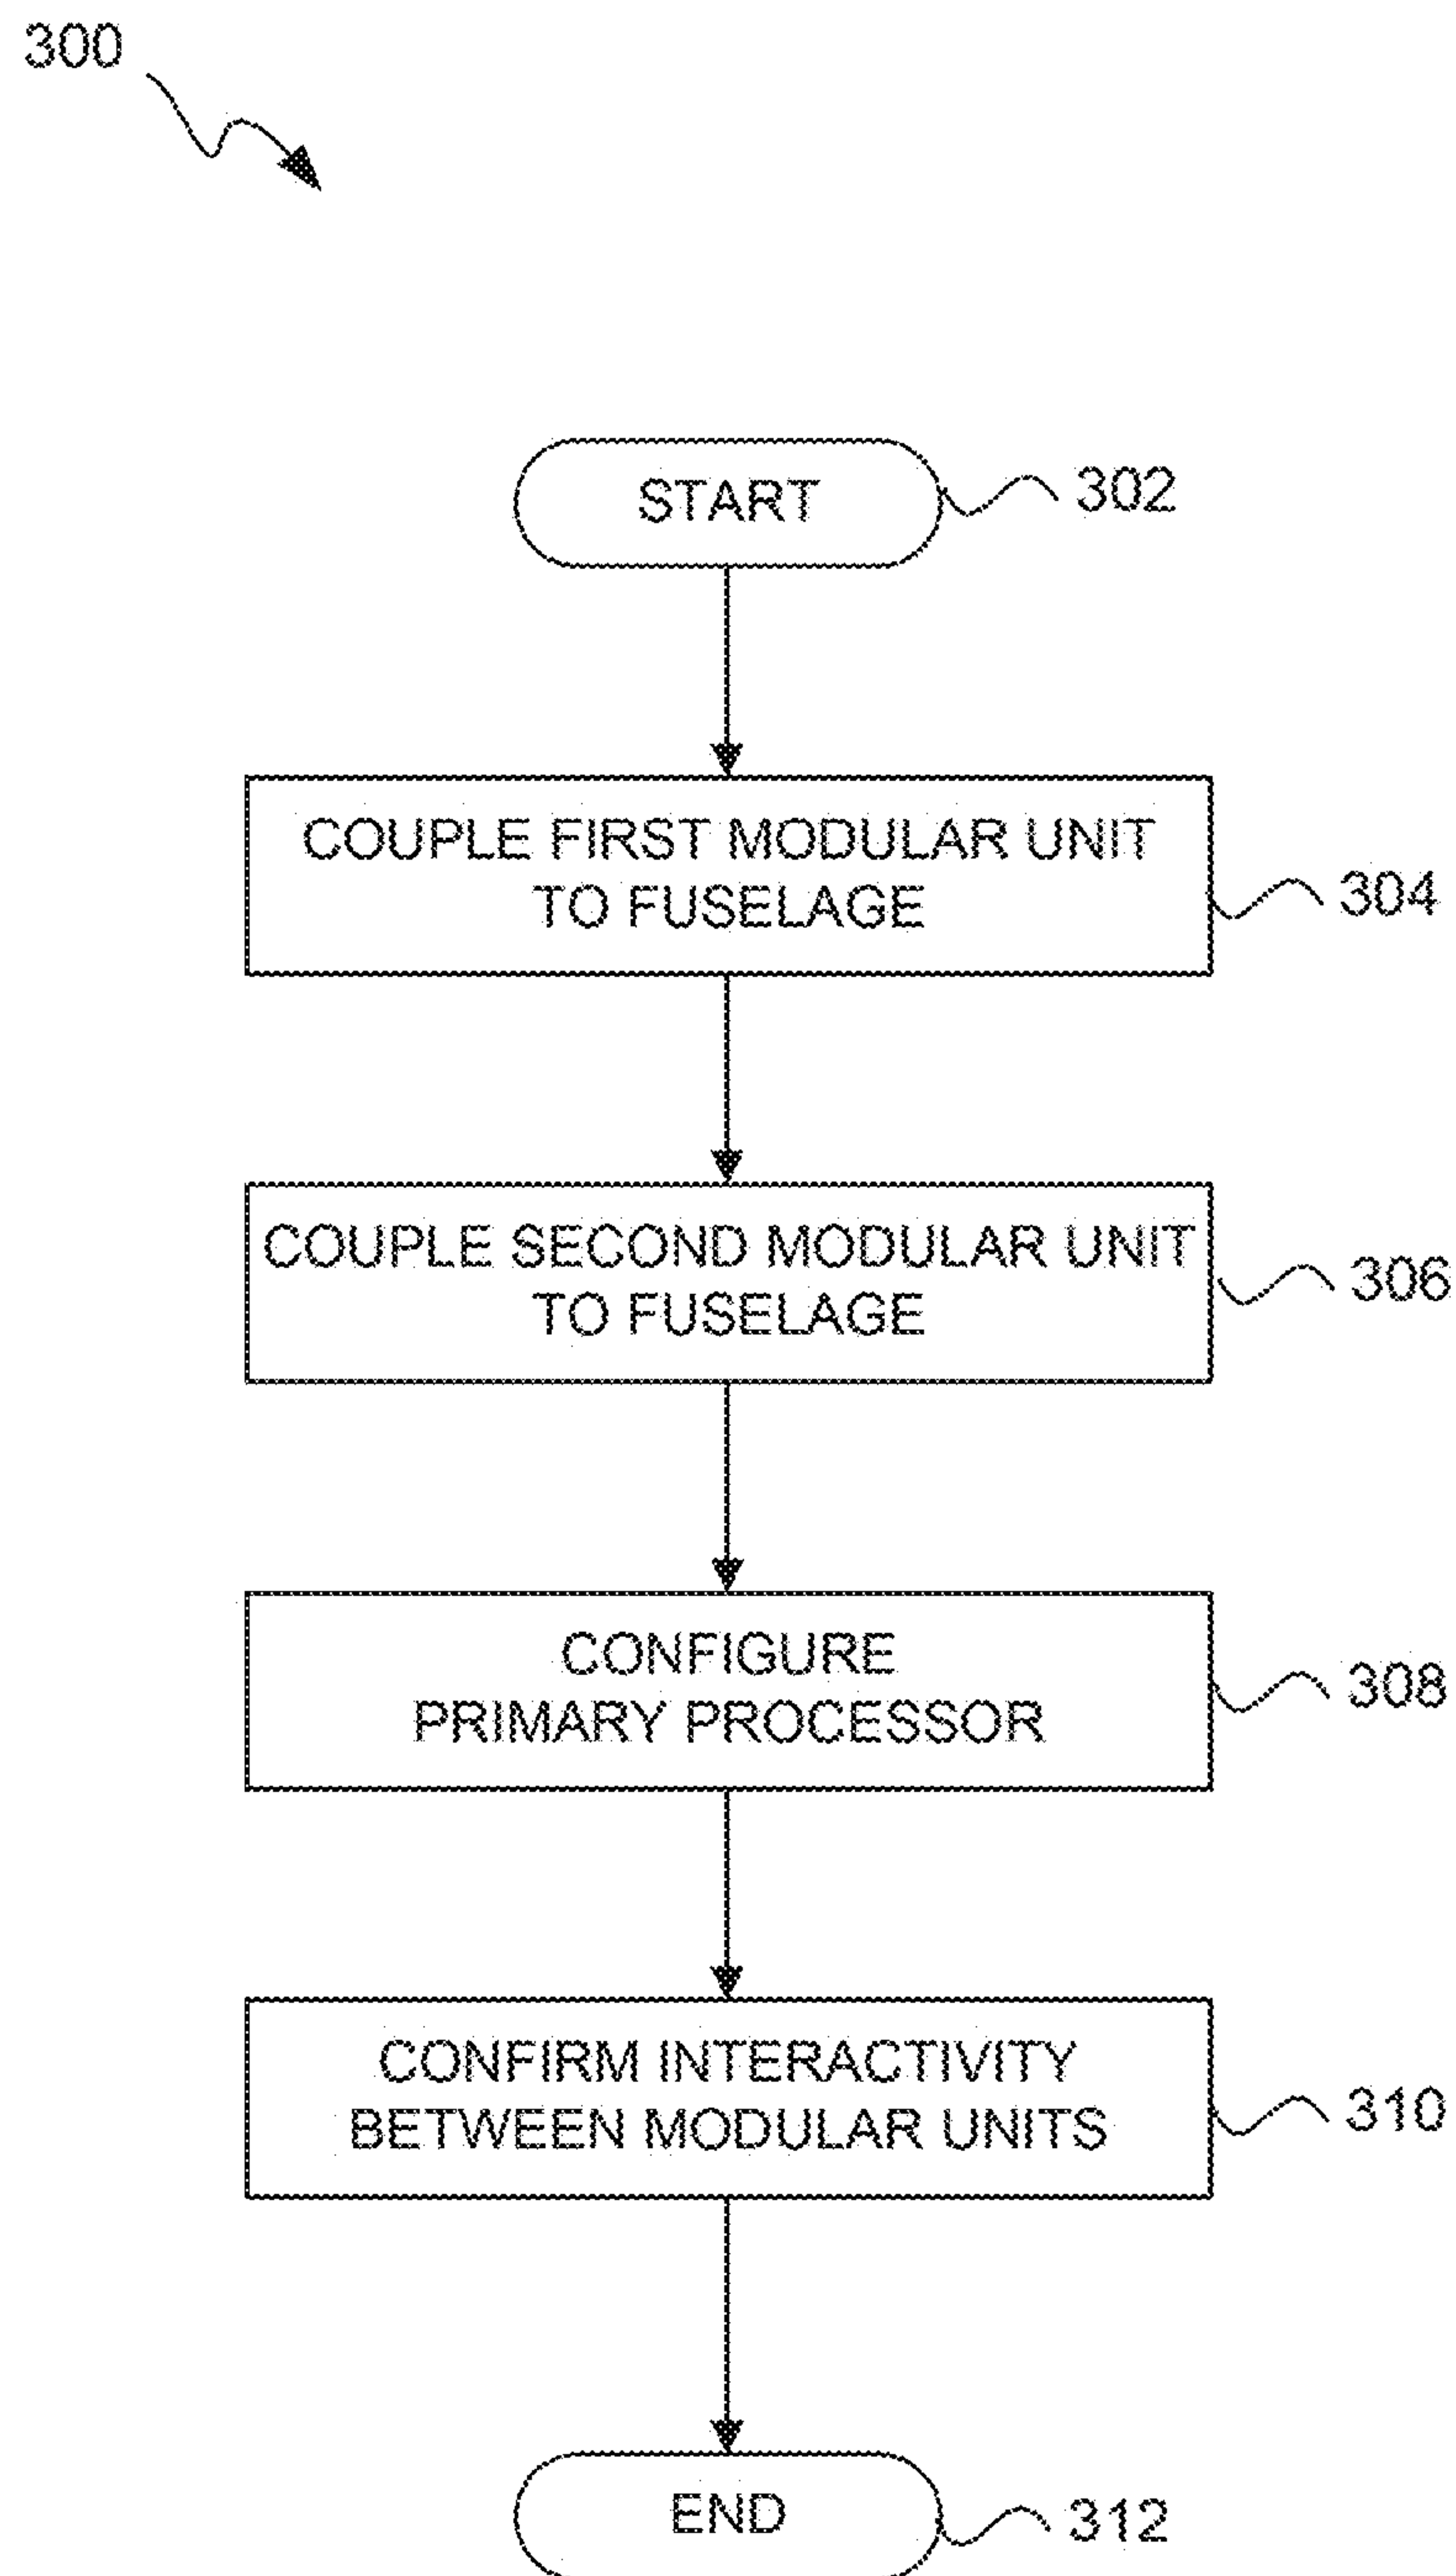 300
START
302
COUPLE FIRST MODULAR UNIT
TO FUSELAGE
304
COUPLE SECOND MODULAR UNIT
TO FUSELAGE
306
CONFIGURE
PRIMARY PROCESSOR
308
CONFIRM INTERACTIVITY
BETWEEN MODULAR UNITS
310
END
312